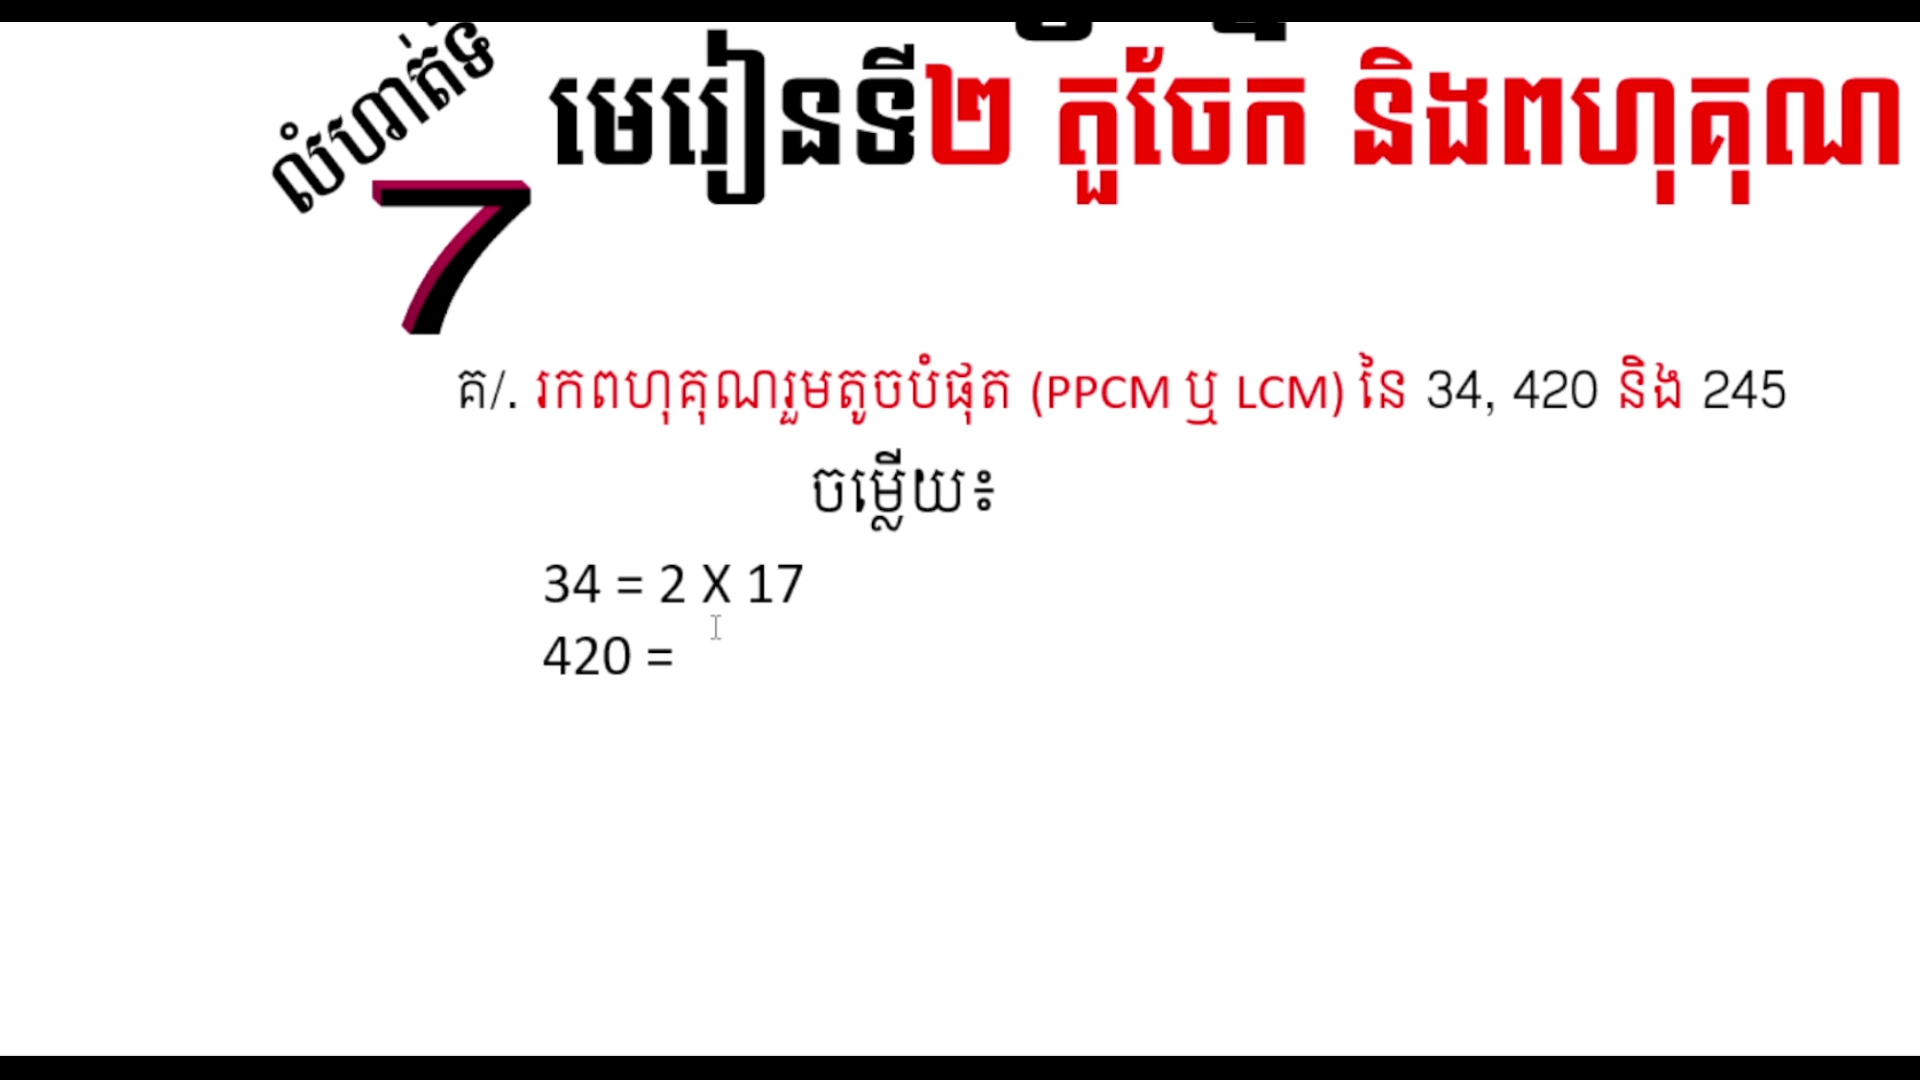 លំហាត់ទី
7
មេរៀនទី២ តួចែក និងពហុគុណ
គ/. រកពហុគុណរួមតូចបំផុត (PPCM ឬ LCM) នៃ 34, 420 និង 245
ចម្លើយ៖
34 = 2 X 17
420 =